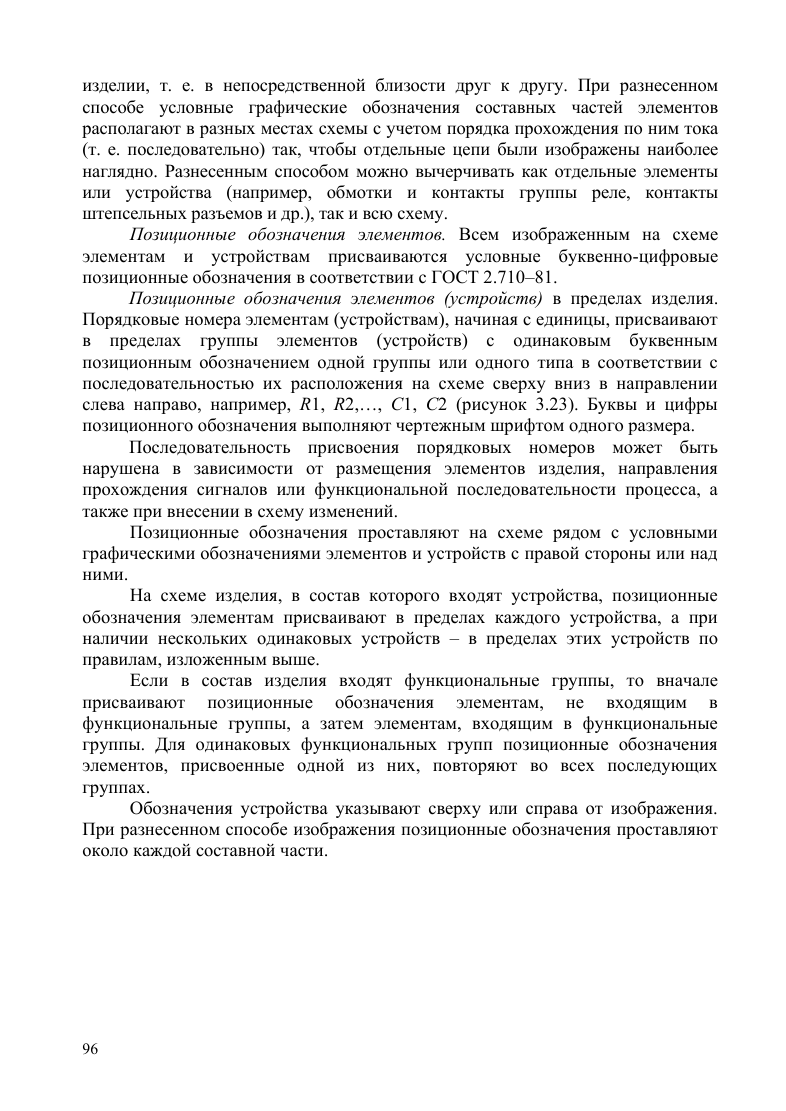 изделии, т. е. в непосредственной близости друг к другу. При разнесенном
способе условные графические обозначения составных частей элементов
располагают в разных местах схемы с учетом порядка прохождения по ним тока
(т. е. последовательно) так, чтобы отдельные цепи были изображены наиболее
наглядно. Разнесенным способом можно вычерчивать как отдельные элементы
или устройства (например, обмотки и контакты группы реле, контакты
штепсельных разъемов и др.), так и всю схему.
Позиционные обозначения элементов. Всем изображенным на схеме
элементам и устройствам присваиваются условные буквенно-цифровые
позиционные обозначения в соответствии с ГОСТ 2.710–81.
Позиционные обозначения элементов (устройств) в пределах изделия.
Порядковые номера элементам (устройствам), начиная с единицы, присваивают
в пределах группы элементов (устройств) с одинаковым буквенным
позиционным обозначением одной группы или одного типа в соответствии с
последовательностью их расположения на схеме сверху вниз в направлении
слева направо, например, R1, R2,…, C1, C2 (рисунок 3.23). Буквы и цифры
позиционного обозначения выполняют чертежным шрифтом одного размера.
Последовательность присвоения порядковых номеров может быть
нарушена в зависимости от размещения элементов изделия, направления
прохождения сигналов или функциональной последовательности процесса, а
также при внесении в схему изменений.
Позиционные обозначения проставляют на схеме рядом с условными
графическими обозначениями элементов и устройств с правой стороны или над
ними.
На схеме изделия, в состав которого входят устройства, позиционные
обозначения элементам присваивают в пределах каждого устройства, а при
наличии нескольких одинаковых устройств – в пределах этих устройств по
правилам, изложенным выше.
Если в состав изделия входят функциональные группы, то вначале
присваивают позиционные обозначения элементам, не входящим в
функциональные группы, а затем элементам, входящим в функциональные
группы. Для одинаковых функциональных групп позиционные обозначения
элементов, присвоенные одной из них, повторяют во всех последующих
группах.
Обозначения устройства указывают сверху или справа от изображения.
При разнесенном способе изображения позиционные обозначения проставляют
около каждой составной части.
96